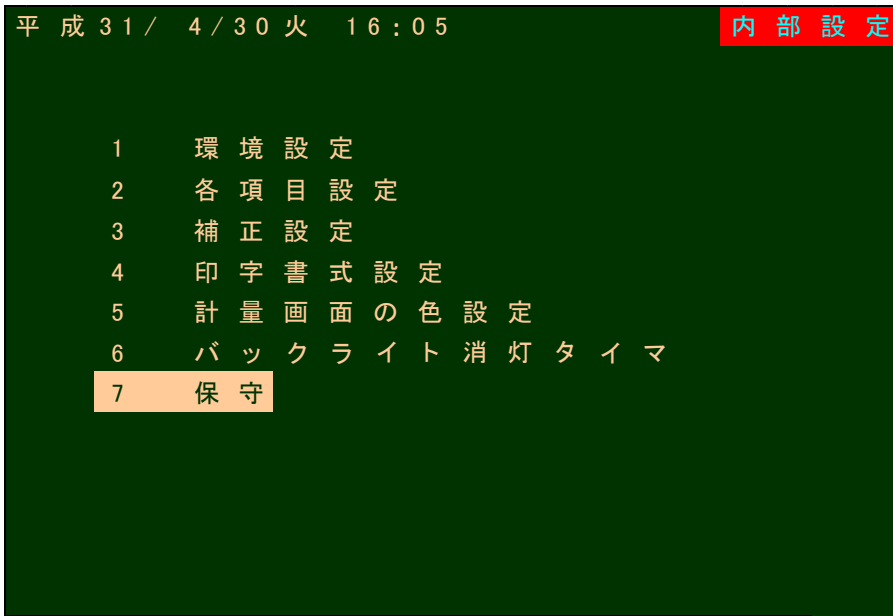 平成31/ 4/30火 16:05 内部設定
1 環境設定
2 各項目設定
3 補正設定
4 印字書式設定
5 計量画面の色設定
6 バックライト消灯タイマ
7 保守